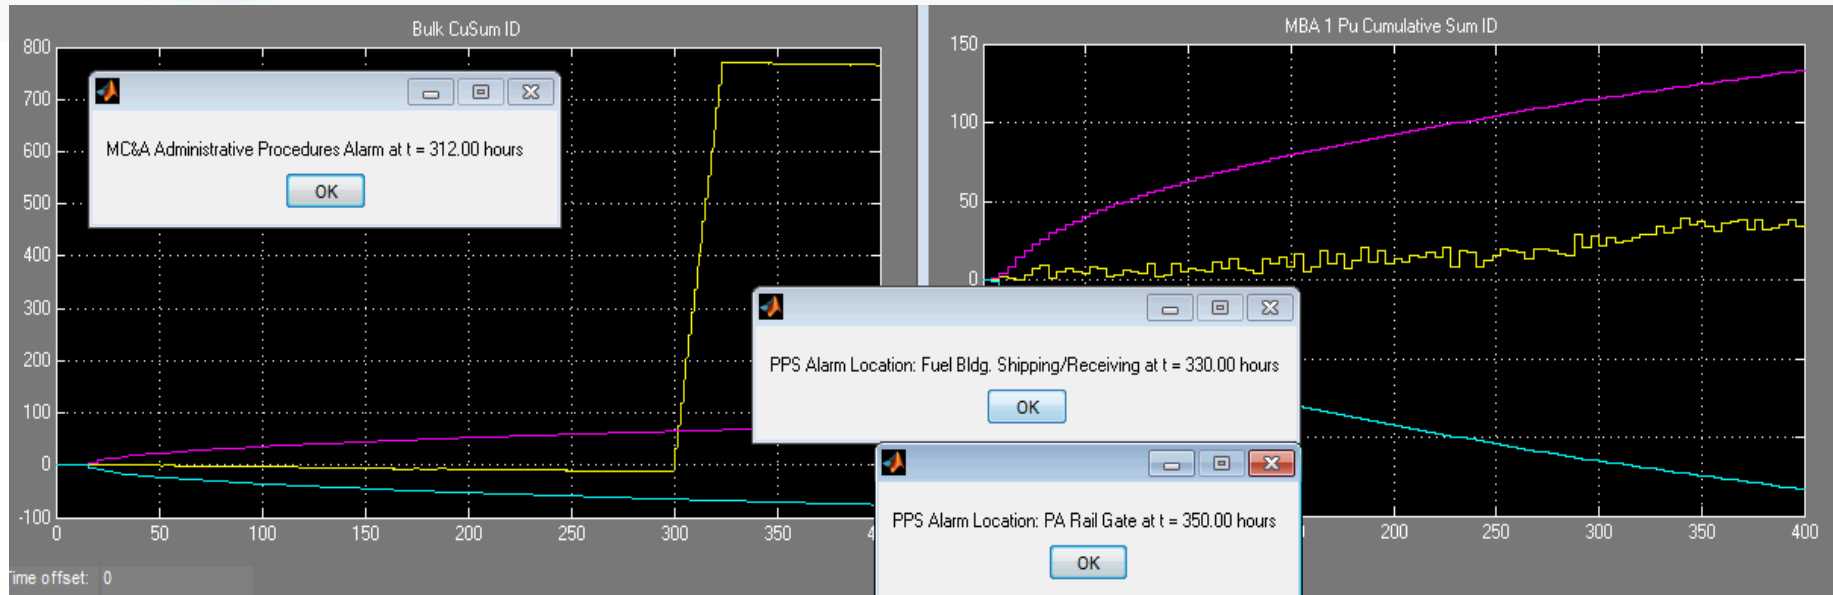 Bulk CuSum ID
800
700
600
500
400
300
200
100
0
-100
0 50 100 150 200 250 300 350
Time offset: 0
MC&A Administrative Procedures Alarm at t = 312.00 hours
OK
MBA 1 Pu Cumulative Sum ID
150
100
50
0
200 250 300 350 400
PPS Alarm Location: Fuel Bldg. Shipping/Receiving at t = 330.00 hours
OK
PPS Alarm Location: PA Rail Gate at t = 350.00 hours
OK